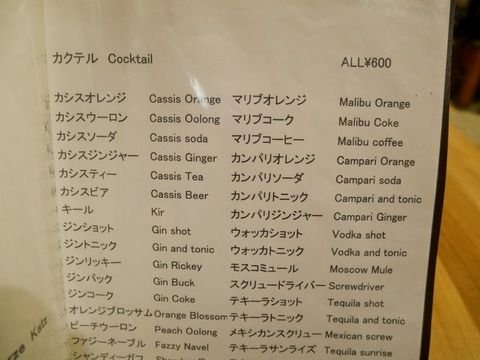 カクテル Cocktail ALL¥600
カシスオレンジ Cassis Orange マリブオレンジ Malibu Orange
カシスウーロン Cassis Oolong マリブコーク Malibu Coke
カシスソーダ Cassis soda マリブコーヒー Malibu coffee
カシスジンジャー Cassis Ginger カンパリオレンジ Campari Orange
カシスティー Cassis Tea カンパリソーダ Campari soda
カシスビア Cassis Beer カンパリトニック Campari and tonic
キール Kir カンパリジンジャー Campari Ginger
ジンショット Gin shot ウォッカショット Vodka shot
ジントニック Gin and tonic ウォッカトニック Vodka and tonic
ジンリッキー Gin Rickey モスコミュール Moscow Mule
ジンバック Gin Buck スクリュードライバー Screwdriver
ジンコーク Gin Coke テキーラショット Tequila shot
オレンジブロッサム Orange Blossom テキーラトニック Tequila and tonic
ピーチウーロン Peach Oolong メキシカンスクリュー Mexican screw
ファジーネーブル Fazzy Navel テキーラサンライズ Tequila sunrise
シャンディーガフ
Katz